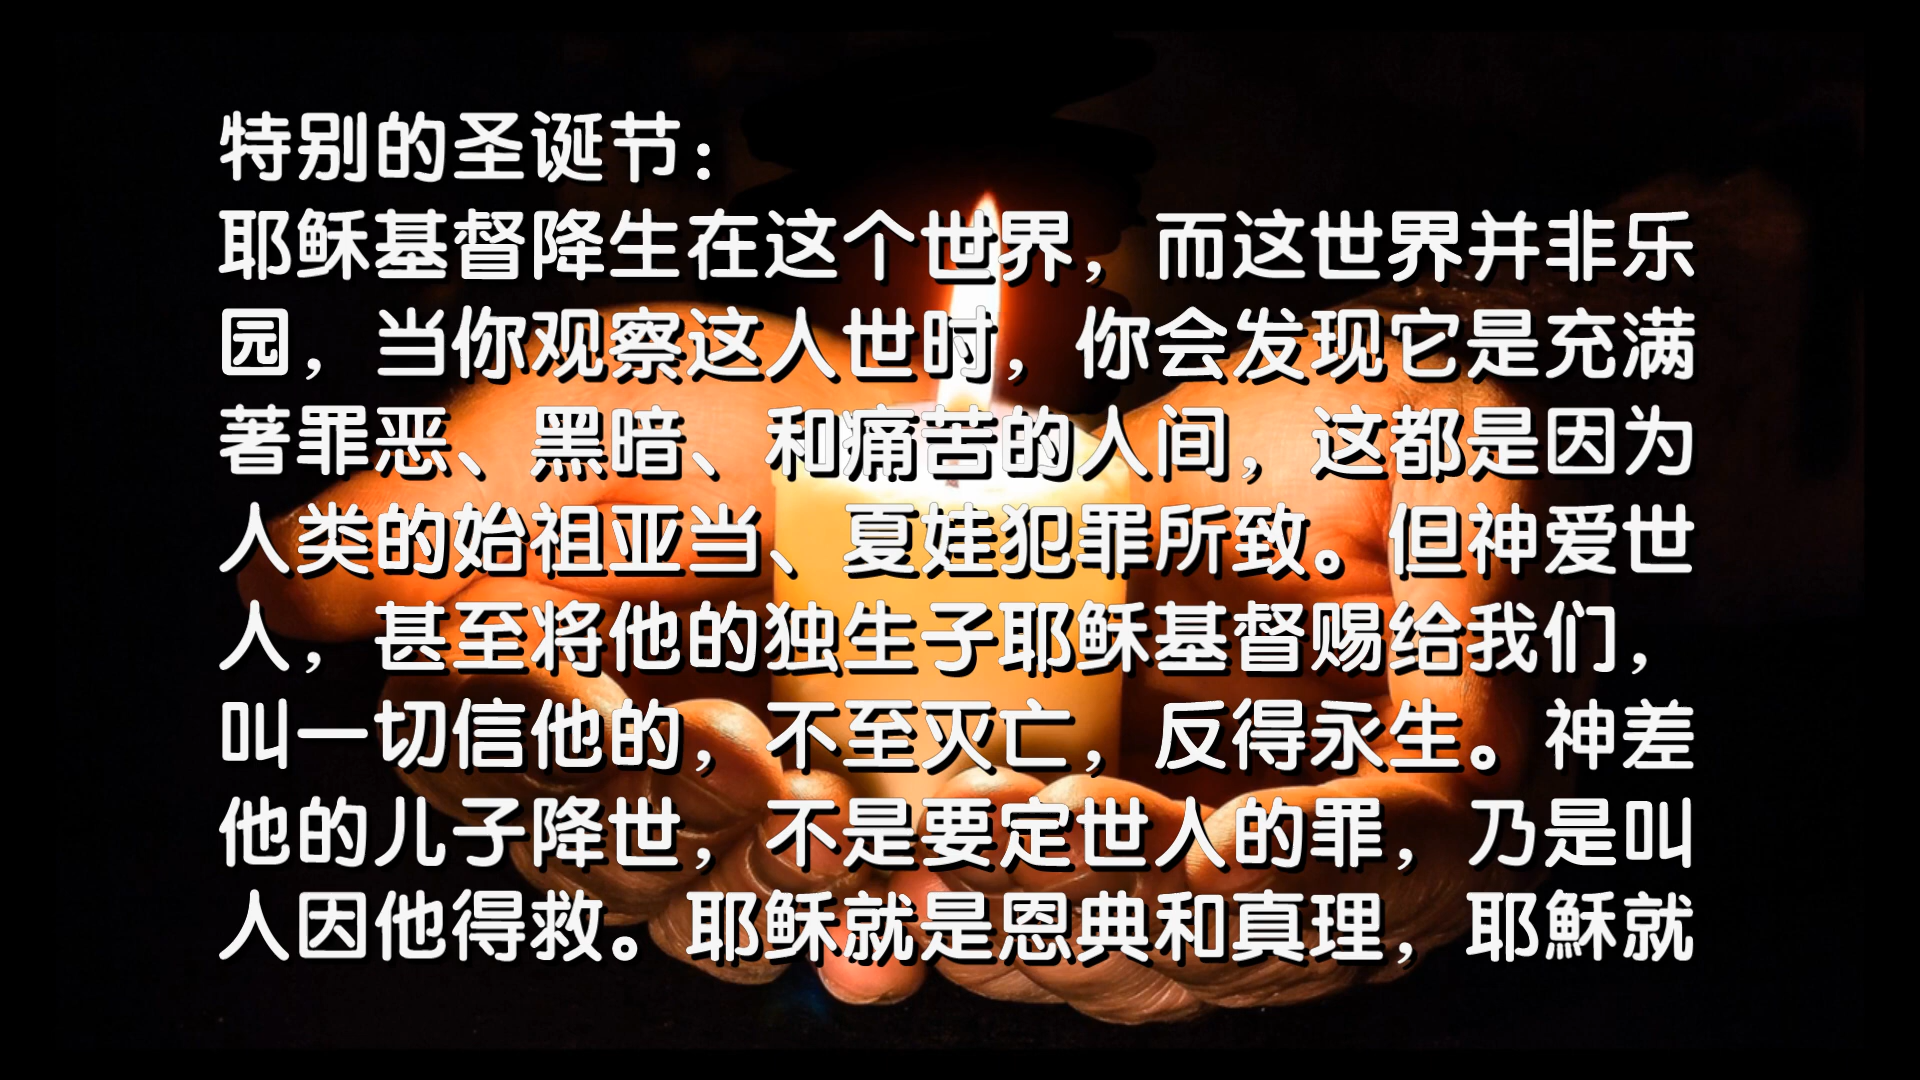 特别的圣诞节：
耶稣基督降生在这个世界，而这世界并非乐
园，当你观察这人世时，你会发现它是充满
著罪恶、黑暗、和痛苦的人间，这都是因为
人类的始祖亚当、夏娃犯罪所致。但神爱世
人，甚至将他的独生子耶稣基督赐给我们，
叫一切信他的，不至灭亡，反得永生。神差
他的儿子降世，不是要定世人的罪，乃是叫
人因他得救。耶稣就是恩典和真理，耶穌就